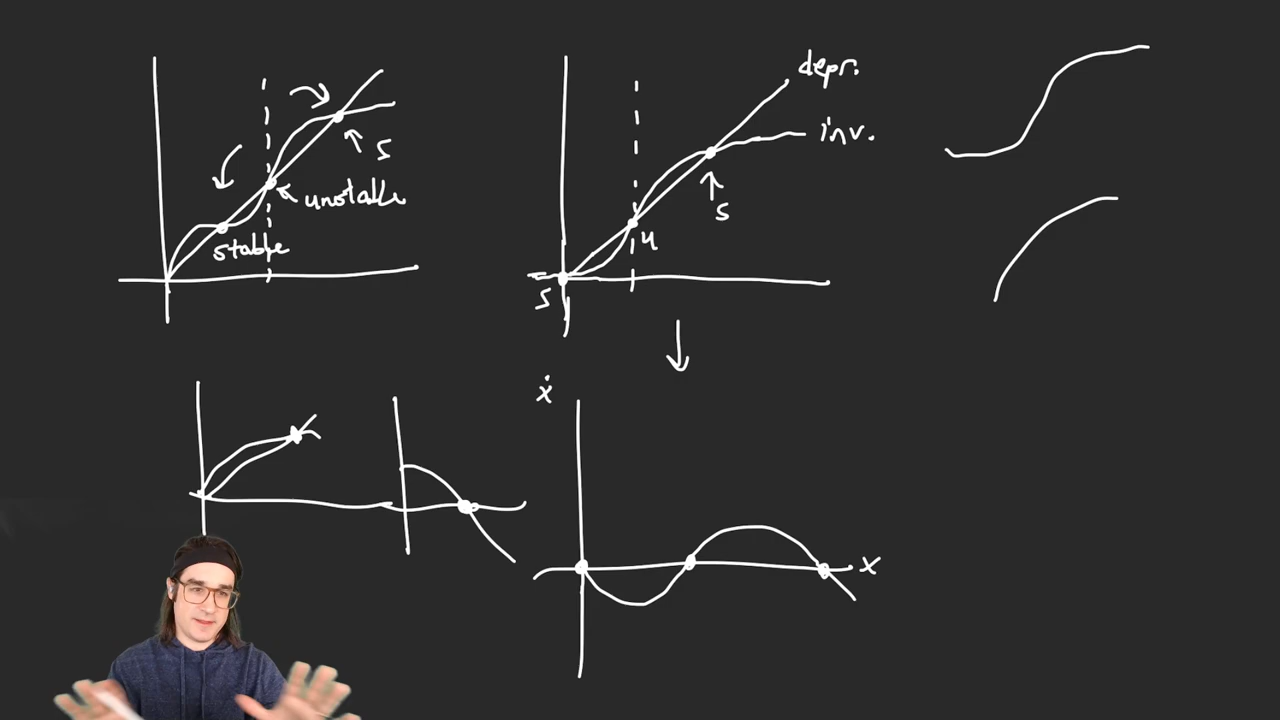 depr.
inv.
S
unstable
stable
S
u
S
ẋ
x